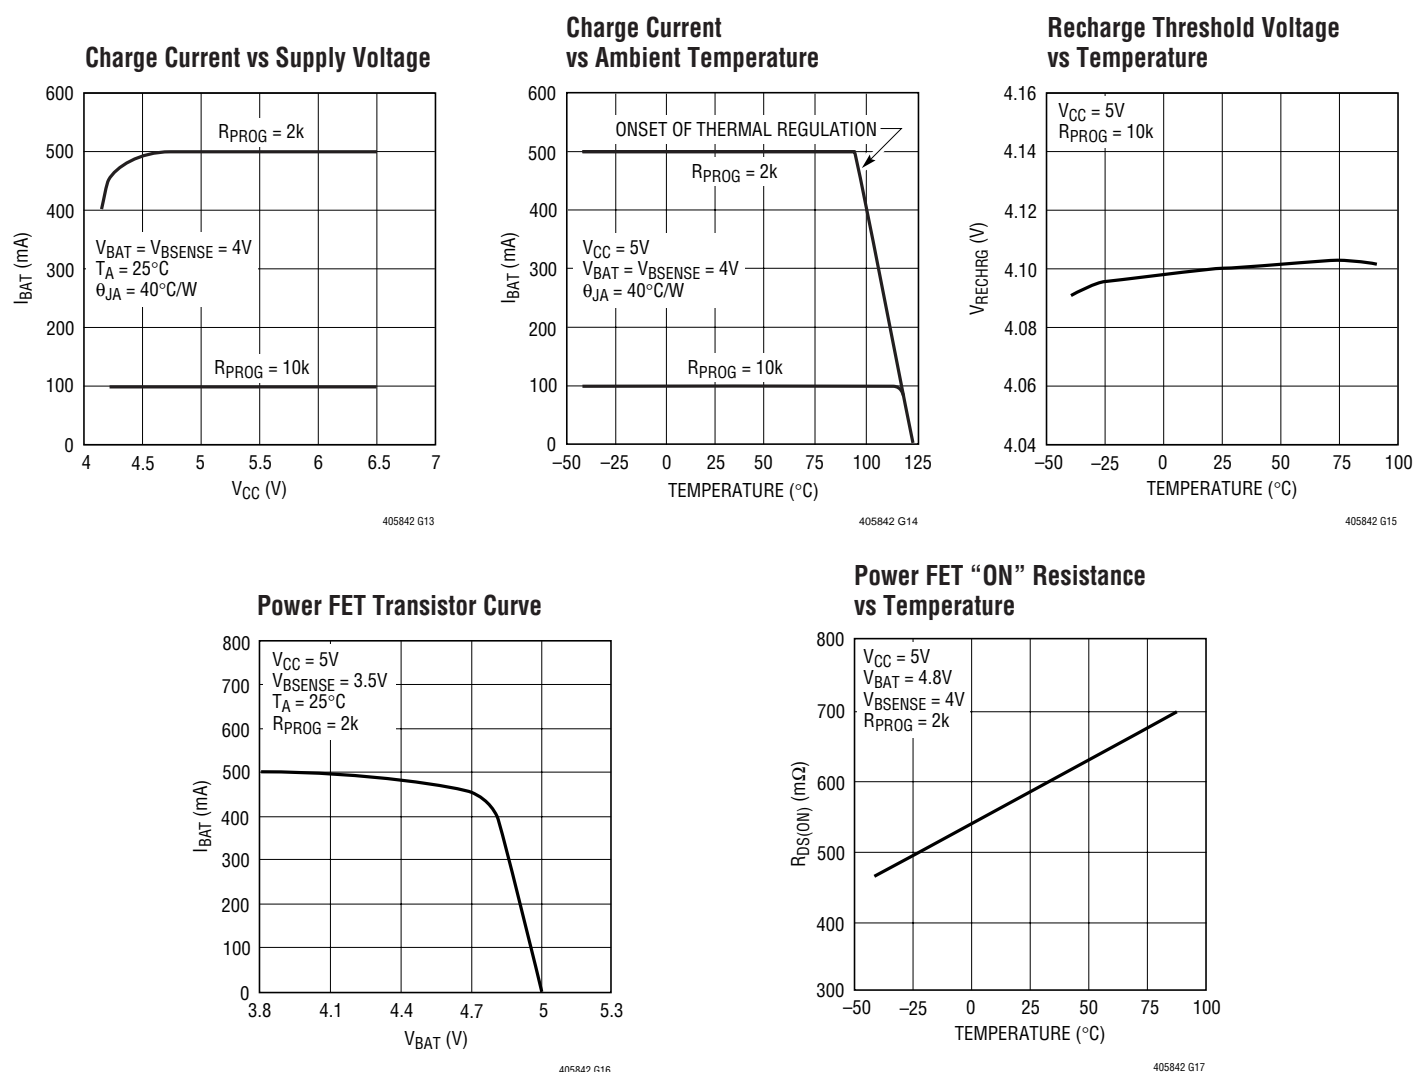 Charge Current vs Supply Voltage
600
500
400
300
200
100
0
4
4.5
5
5.5
6
6.5
7
IBAT (mA)
VCC (V)
RPROG = 2k
VBAT = VBSENSE = 4V
TA = 25°C
θJA = 40°C/W
RPROG = 10k
405842 G13
Charge Current
vs Ambient Temperature
600
500
400
300
200
100
0
–50
–25
0
25
50
75
100
125
IBAT (mA)
TEMPERATURE (°C)
ONSET OF THERMAL REGULATION
RPROG = 2k
VCC = 5V
VBAT = VBSENSE = 4V
θJA = 40°C/W
RPROG = 10k
405842 G14
Recharge Threshold Voltage
vs Temperature
4.16
4.14
4.12
4.10
4.08
4.06
4.04
–50
–25
0
25
50
75
100
VRECHRG (V)
TEMPERATURE (°C)
VCC = 5V
RPROG = 10k
405842 G15
Power FET Transistor Curve
800
700
600
500
400
300
200
100
0
3.8
4.1
4.4
4.7
5
5.3
IBAT (mA)
VBAT (V)
VCC = 5V
VBSENSE = 3.5V
TA = 25°C
RPROG = 2k
405842 G16
Power FET “ON” Resistance
vs Temperature
800
700
600
500
400
300
–50
–25
0
25
50
75
100
RDS(ON) (mΩ)
TEMPERATURE (°C)
VCC = 5V
VBAT = 4.8V
VBSENSE = 4V
RPROG = 2k
405842 G17